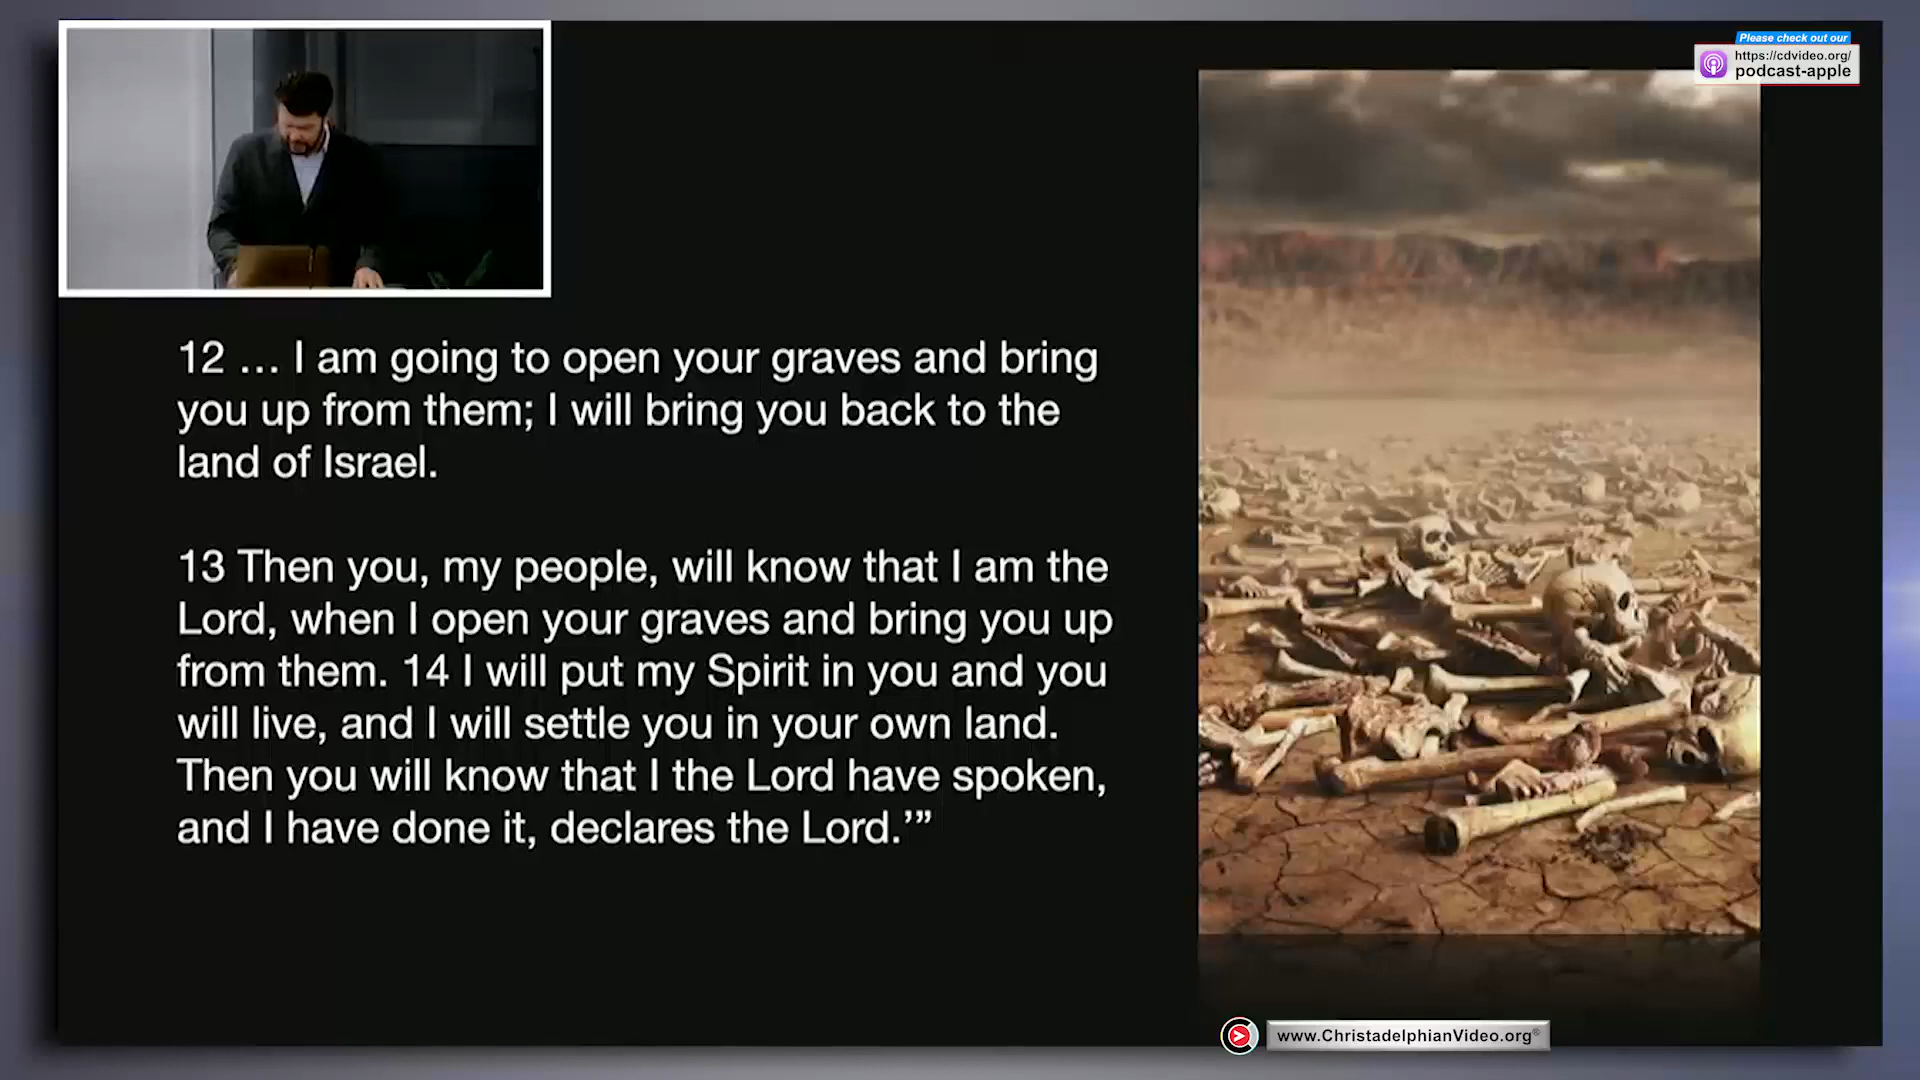 Please check out our
https://cdvideo.org/
podcast-apple
12 … I am going to open your graves and bring
you up from them; I will bring you back to the
land of Israel.
13 Then you, my people, will know that I am the
Lord, when I open your graves and bring you up
from them. 14 I will put my Spirit in you and you
will live, and I will settle you in your own land.
Then you will know that I the Lord have spoken,
and I have done it, declares the Lord.’”
www.ChristadelphianVideo.org®